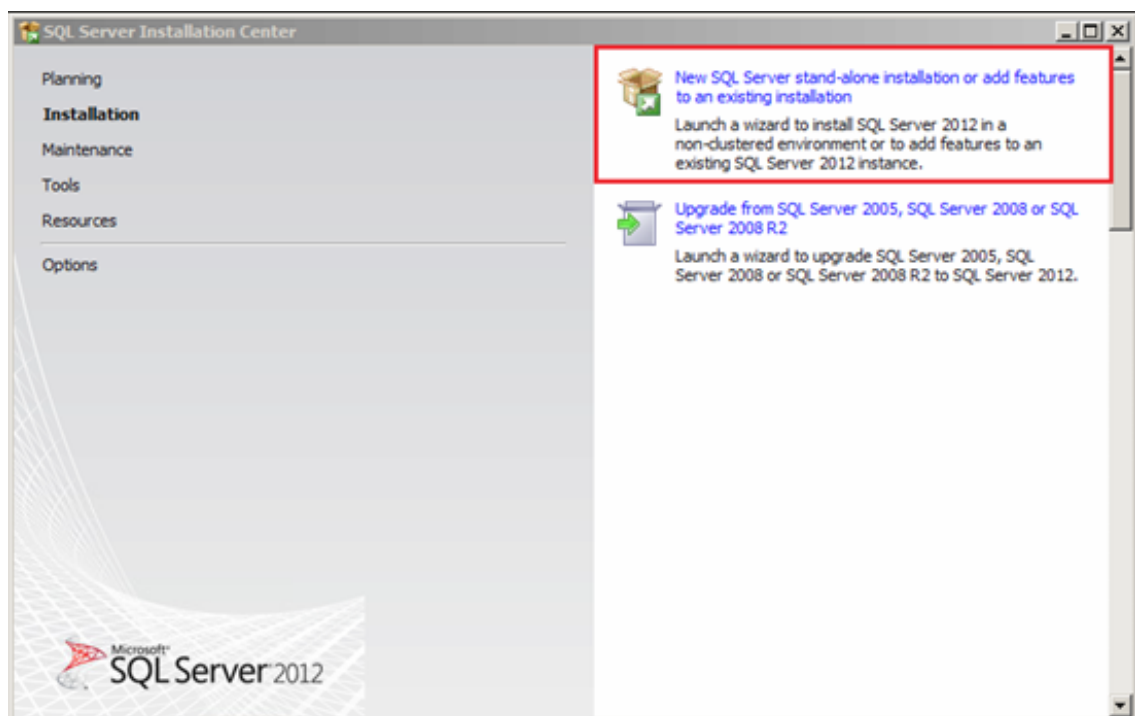 SQL Server Installation Center
Planning
Installation
Maintenance
Tools
Resources
Options
New SQL Server stand-alone installation or add features
to an existing installation
Launch a wizard to install SQL Server 2012 in a
non-clustered environment or to add features to an
existing SQL Server 2012 instance.
Upgrade from SQL Server 2005, SQL Server 2008 or SQL
Server 2008 R2
Launch a wizard to upgrade SQL Server 2005, SQL
Server 2008 or SQL Server 2008 R2 to SQL Server 2012.
Microsoft®
SQL Server 2012